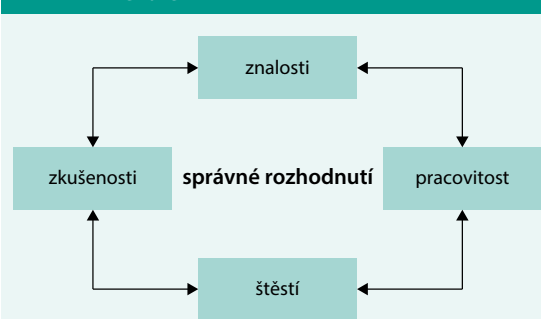 znalosti
zkušenosti
správné rozhodnutí
pracovitost
štěstí